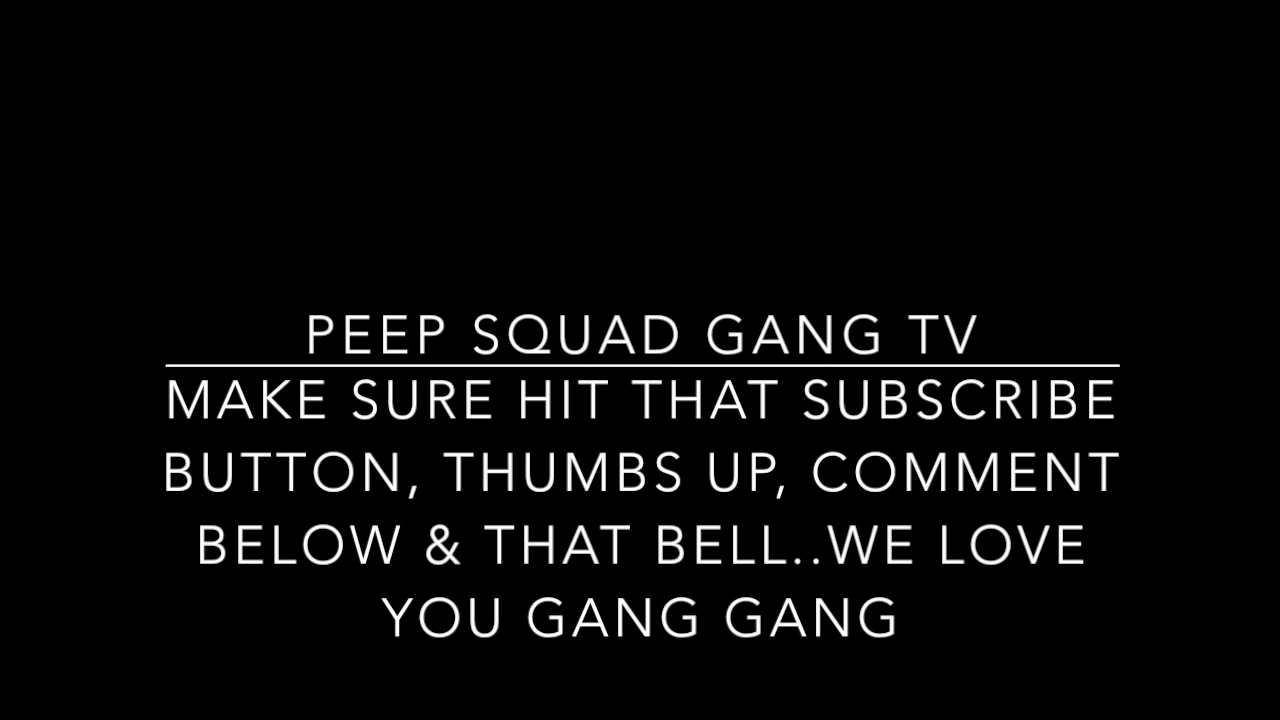 PEEP SQUAD GANG TV
MAKE SURE HIT THAT SUBSCRIBE
BUTTON, THUMBS UP, COMMENT
BELOW & THAT BELL..WE LOVE
YOU GANG GANG